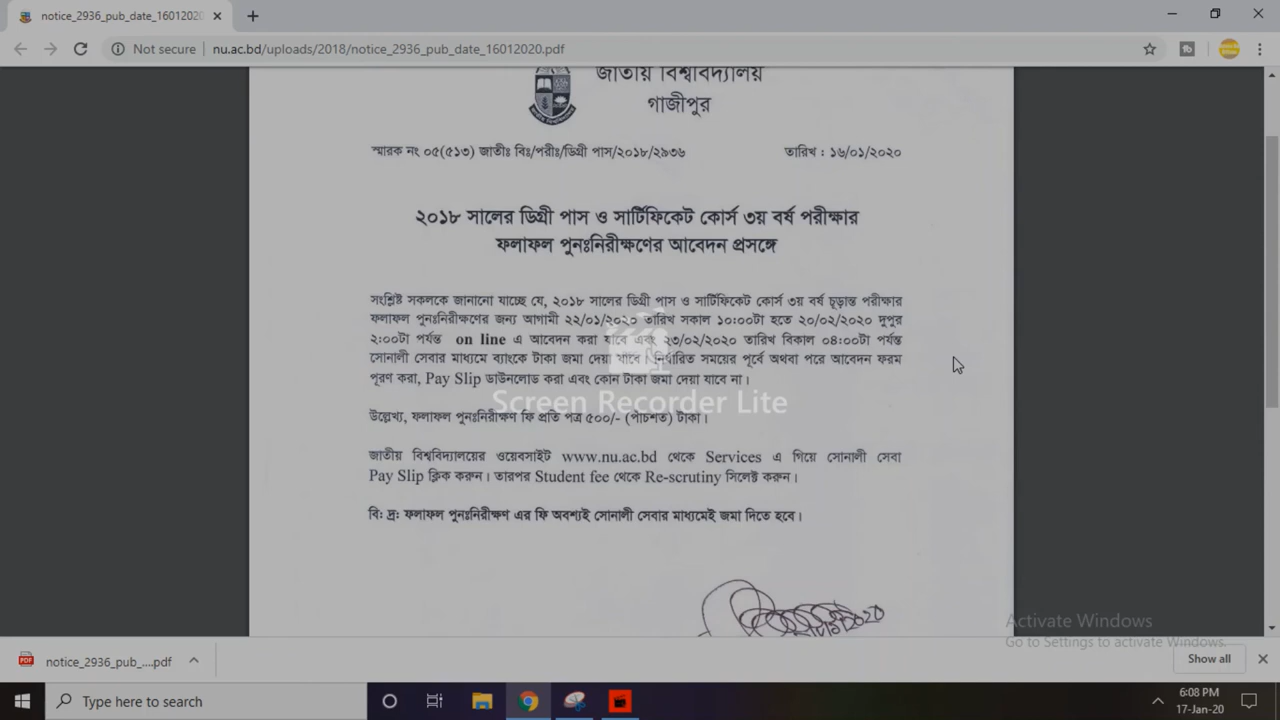 notice_2936_pub_date_16012020
Not secure
nu.ac.bd/uploads/2018/notice_2936_pub_date_16012020.pdf
জাতীয় বিশ্ববিদ্যালয়
গাজীপুর
স্মারক নং ০৫(৫১৩) জাতীঃ বিঃ/পরীঃ/ডিগ্রী পাস/২০১৮/২৯৩৬ তারিখ : ১৬/০১/২০২০
২০১৮ সালের ডিগ্রী পাস ও সার্টিফিকেট কোর্স ৩য় বর্ষ পরীক্ষার
ফলাফল পুনঃনিরীক্ষণের আবেদন প্রসঙ্গে
সংশ্লিষ্ট সকলকে জানানো যাচ্ছে যে, ২০১৮ সালের ডিগ্রী পাস ও সার্টিফিকেট কোর্স ৩য় বর্ষ চূড়ান্ত পরীক্ষার
ফলাফল পুনঃনিরীক্ষণের জন্য আগামী ২২/০১/২০২০ তারিখ সকাল ১০:০০টা হতে ২০/০২/২০২০ দুপুর
২:০০টা পর্যন্ত on line এ আবেদন করা যাবে এবং ২৩/০২/২০২০ তারিখ বিকাল ০৪:০০টা পর্যন্ত
সোনালী সেবার মাধ্যমে ব্যাংকে টাকা জমা দেয়া যাবে। নির্ধারিত সময়ের পূর্বে অথবা পরে আবেদন ফরম
পূরণ করা, Pay Slip ডাউনলোড করা এবং কোন টাকা জমা দেয়া যাবে না।
Screen Recorder Lite
উল্লেখ্য, ফলাফল পুনঃনিরীক্ষণ ফি প্রতি পত্র ৫০০/- (পাঁচশত) টাকা।
জাতীয় বিশ্ববিদ্যালয়ের ওয়েবসাইট www.nu.ac.bd থেকে Services এ গিয়ে সোনালী সেবা
Pay Slip ক্লিক করুন। তারপর Student fee থেকে Re-scrutiny সিলেক্ট করুন।
বিঃ দ্রঃ ফলাফল পুনঃনিরীক্ষণ এর ফি অবশ্যই সোনালী সেবার মাধ্যমেই জমা দিতে হবে।
Activate Windows
Go to Settings to activate Windows.
notice_2936_pub_....pdf
Show all
Type here to search
6:08 PM
17-Jan-20